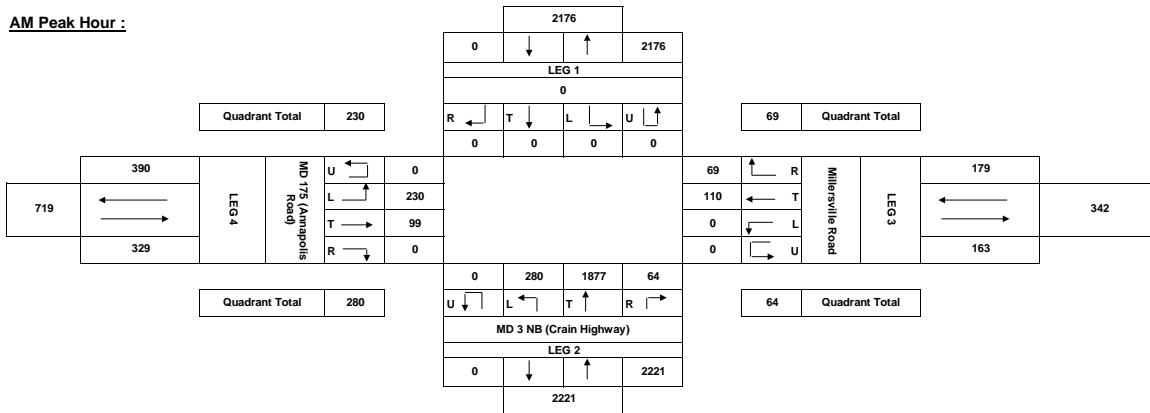 AM Peak Hour :
2176
0 2176
LEG 1
0
Quadrant Total 230
R T L U
69 Quadrant Total
0 0 0 0
390
U 0
69 R
179
719
LEG 4
MD 175 (Annapolis
Road)
L 230
110 T
Millersville Road
LEG 3
342
T 99
0 L
329
R 0
0 U
163
0 280 1877 64
Quadrant Total 280
U L T R
64 Quadrant Total
MD 3 NB (Crain Highway)
LEG 2
0 2221
2221